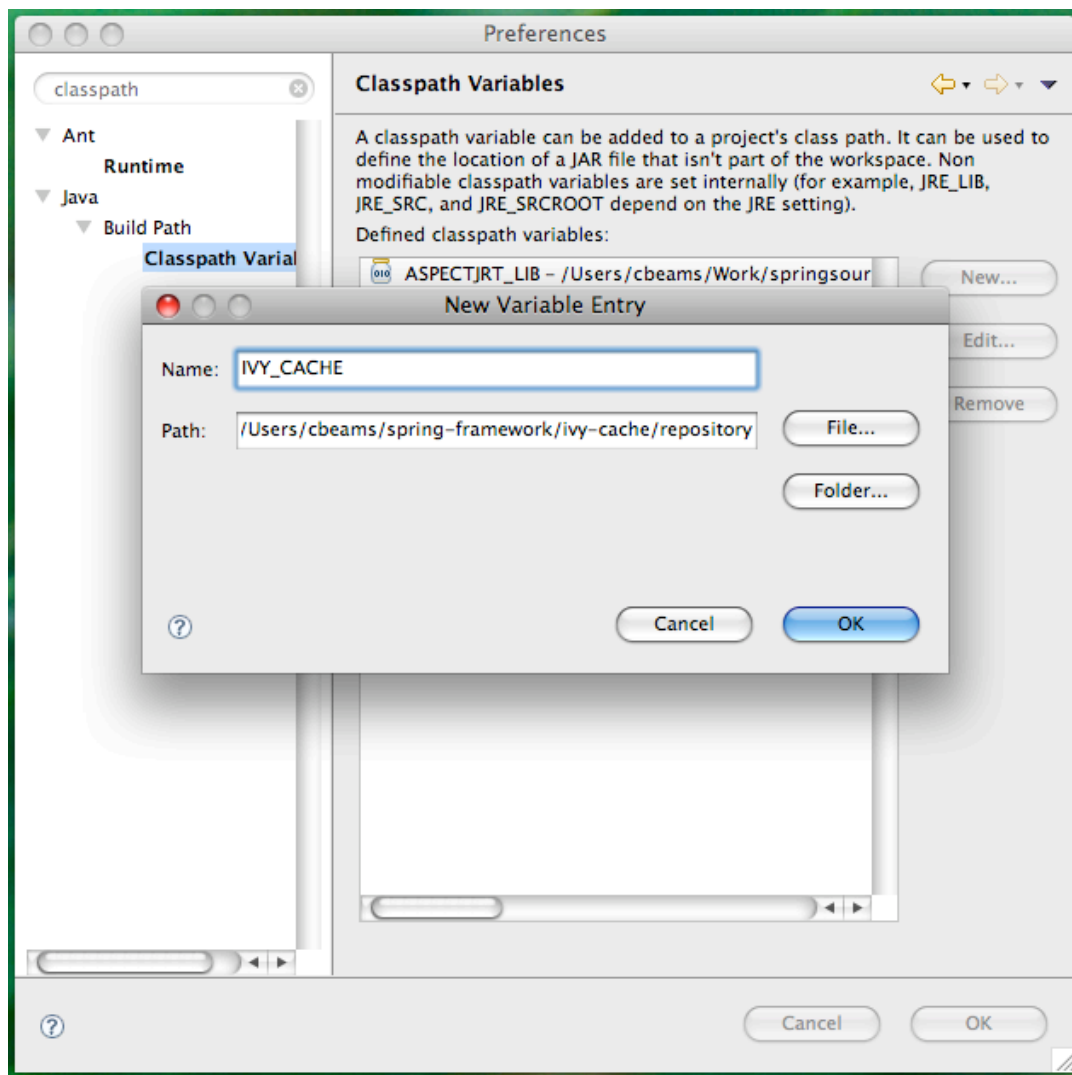 Preferences
classpath
Ant
Runtime
Java
Build Path
Classpath Varial
Classpath Variables
A classpath variable can be added to a project's class path. It can be used to
define the location of a JAR file that isn't part of the workspace. Non
modifiable classpath variables are set internally (for example, JRE_LIB,
JRE_SRC, and JRE_SRCROOT depend on the JRE setting).
Defined classpath variables:
010 ASPECTJRT_LIB – /Users/cbeams/Work/springsour
New...
Edit...
Remove
New Variable Entry
Name: IVY_CACHE
Path: /Users/cbeams/spring-framework/ivy-cache/repository File...
Folder...
? Cancel OK
? Cancel OK